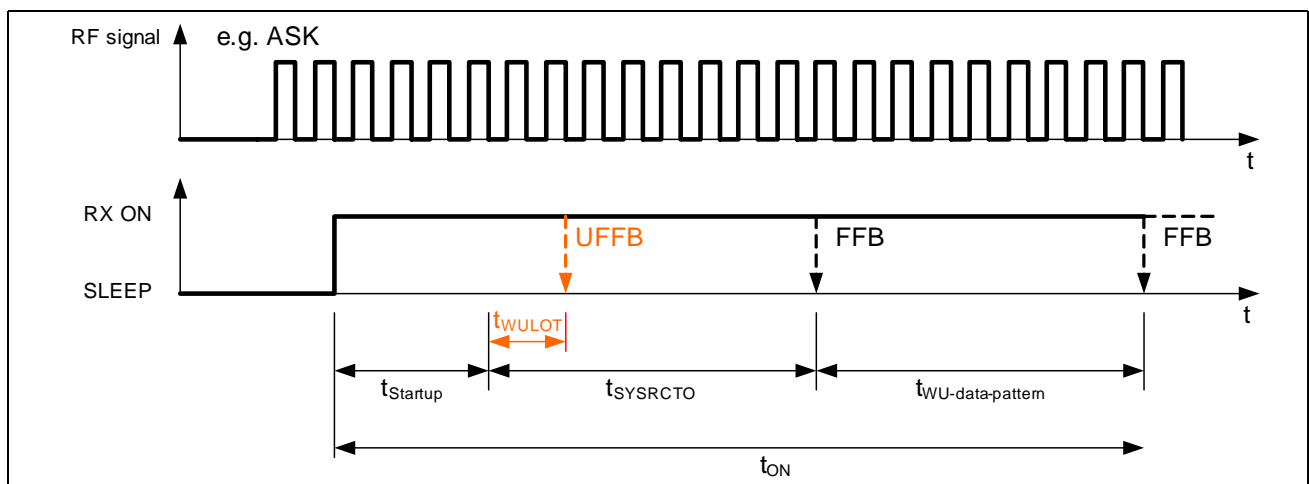 RF signal
e.g. ASK
t
RX ON
UFFB
FFB
FFB
SLEEP
t
tWULOT
tStartup
tSYSRCTO
tWU-data-pattern
tON